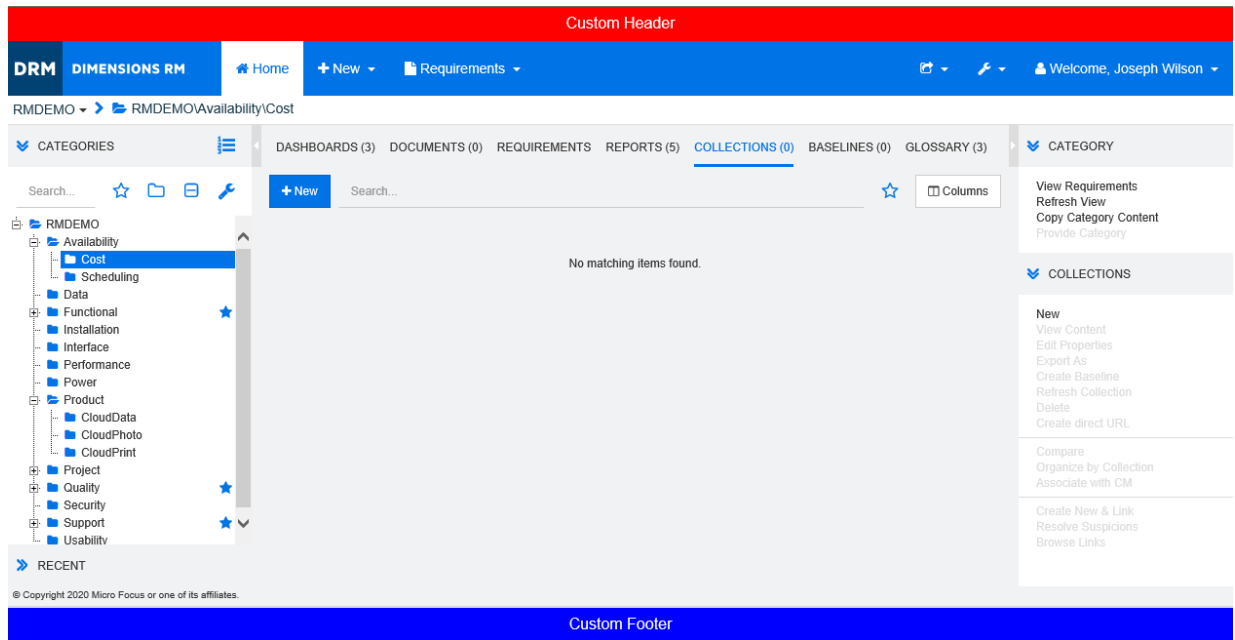 Custom Header
DRM DIMENSIONS RM Home New Requirements Welcome, Joseph Wilson
RMDEMO RMDEMO\Availability\Cost
CATEGORIES
Search...
RMDEMO
Availability
Cost
Scheduling
Data
Functional
Installation
Interface
Performance
Power
Product
CloudData
CloudPhoto
CloudPrint
Project
Quality
Security
Support
Usability
RECENT
© Copyright 2020 Micro Focus or one of its affiliates.
DASHBOARDS (3) DOCUMENTS (0) REQUIREMENTS REPORTS (5) COLLECTIONS (0) BASELINES (0) GLOSSARY (3)
New Search... Columns
No matching items found.
CATEGORY
View Requirements
Refresh View
Copy Category Content
Provide Category
COLLECTIONS
New
View Content
Edit Properties
Export As
Create Baseline
Refresh Collection
Delete
Create direct URL
Compare
Organize by Collection
Associate with CM
Create New & Link
Resolve Suspicions
Browse Links
Custom Footer